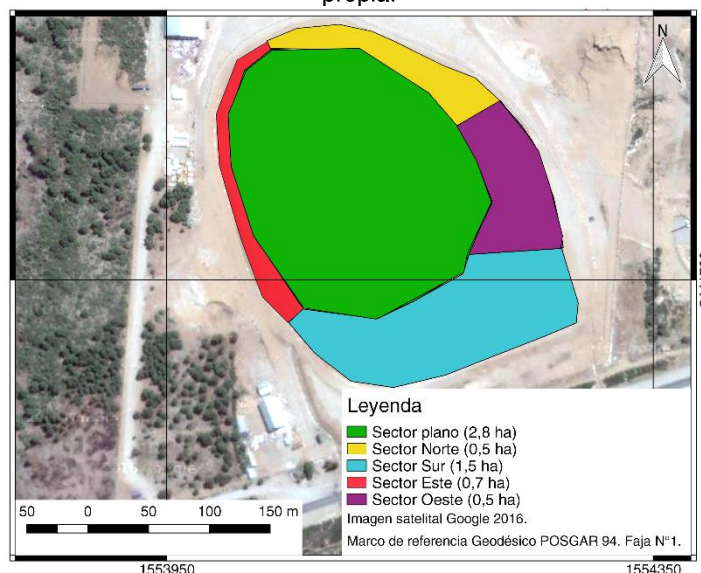 propia.
N
Leyenda
Sector plano (2,8 ha)
Sector Norte (0,5 ha)
Sector Sur (1,5 ha)
Sector Este (0,7 ha)
Sector Oeste (0,5 ha)
Imagen satelital Google 2016.
Marco de referencia Geodésico POSGAR 94. Faja N°1.
50 0 50 100 150 m
1553950 1554350